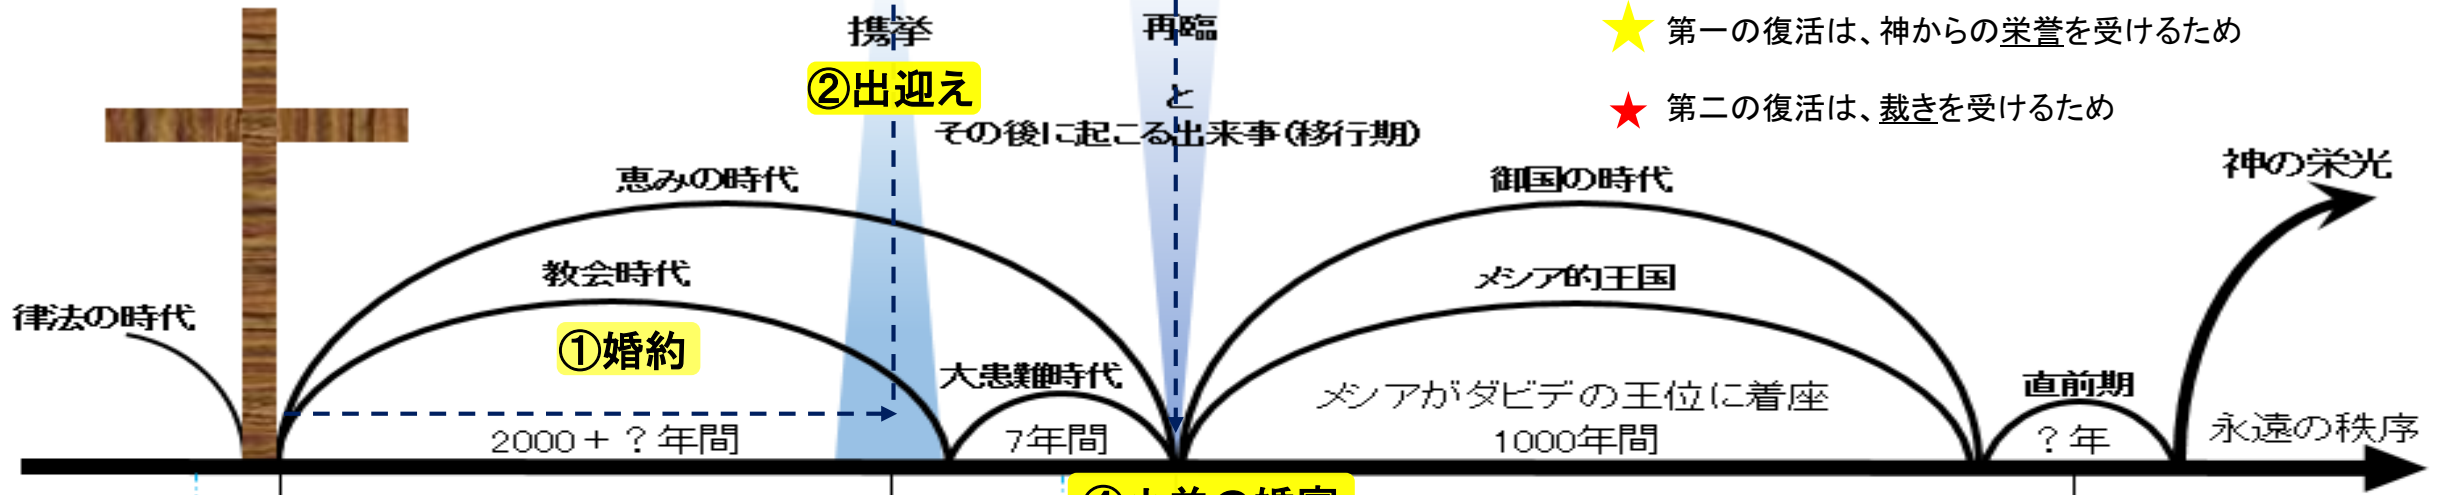 携挙
再臨
第一の復活は、神からの栄誉を受けるため
②出迎え
と
第二の復活は、裁きを受けるため
その後に起こる出来事(移行期)
神の栄光
恵みの時代
御国の時代
教会時代
メシア的王国
律法の時代
①婚約
大患難時代
メシアがダビデの王位に着座
直前期
2000+？年間
7年間
1000年間
？年
永遠の秩序